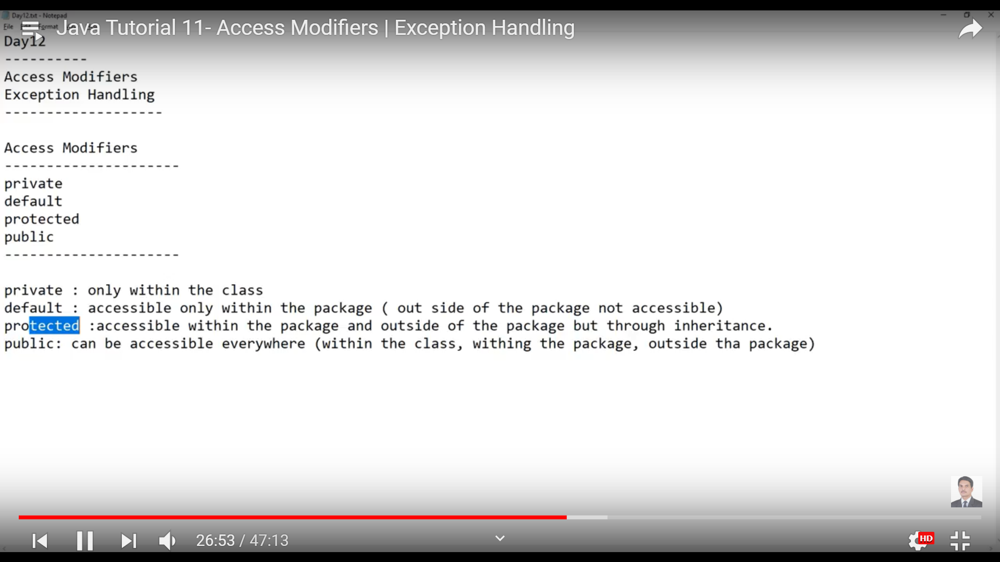 Day12.txt - Notepad
File Format
Java Tutorial 11- Access Modifiers | Exception Handling
Day12
----------
Access Modifiers
Exception Handling
-------------------
Access Modifiers
---------------------
private
default
protected
public
---------------------
private : only within the class
default : accessible only within the package ( out side of the package not accessible)
protected :accessible within the package and outside of the package but through inheritance.
public: can be accessible everywhere (within the class, withing the package, outside tha package)
26:53 / 47:13
HD